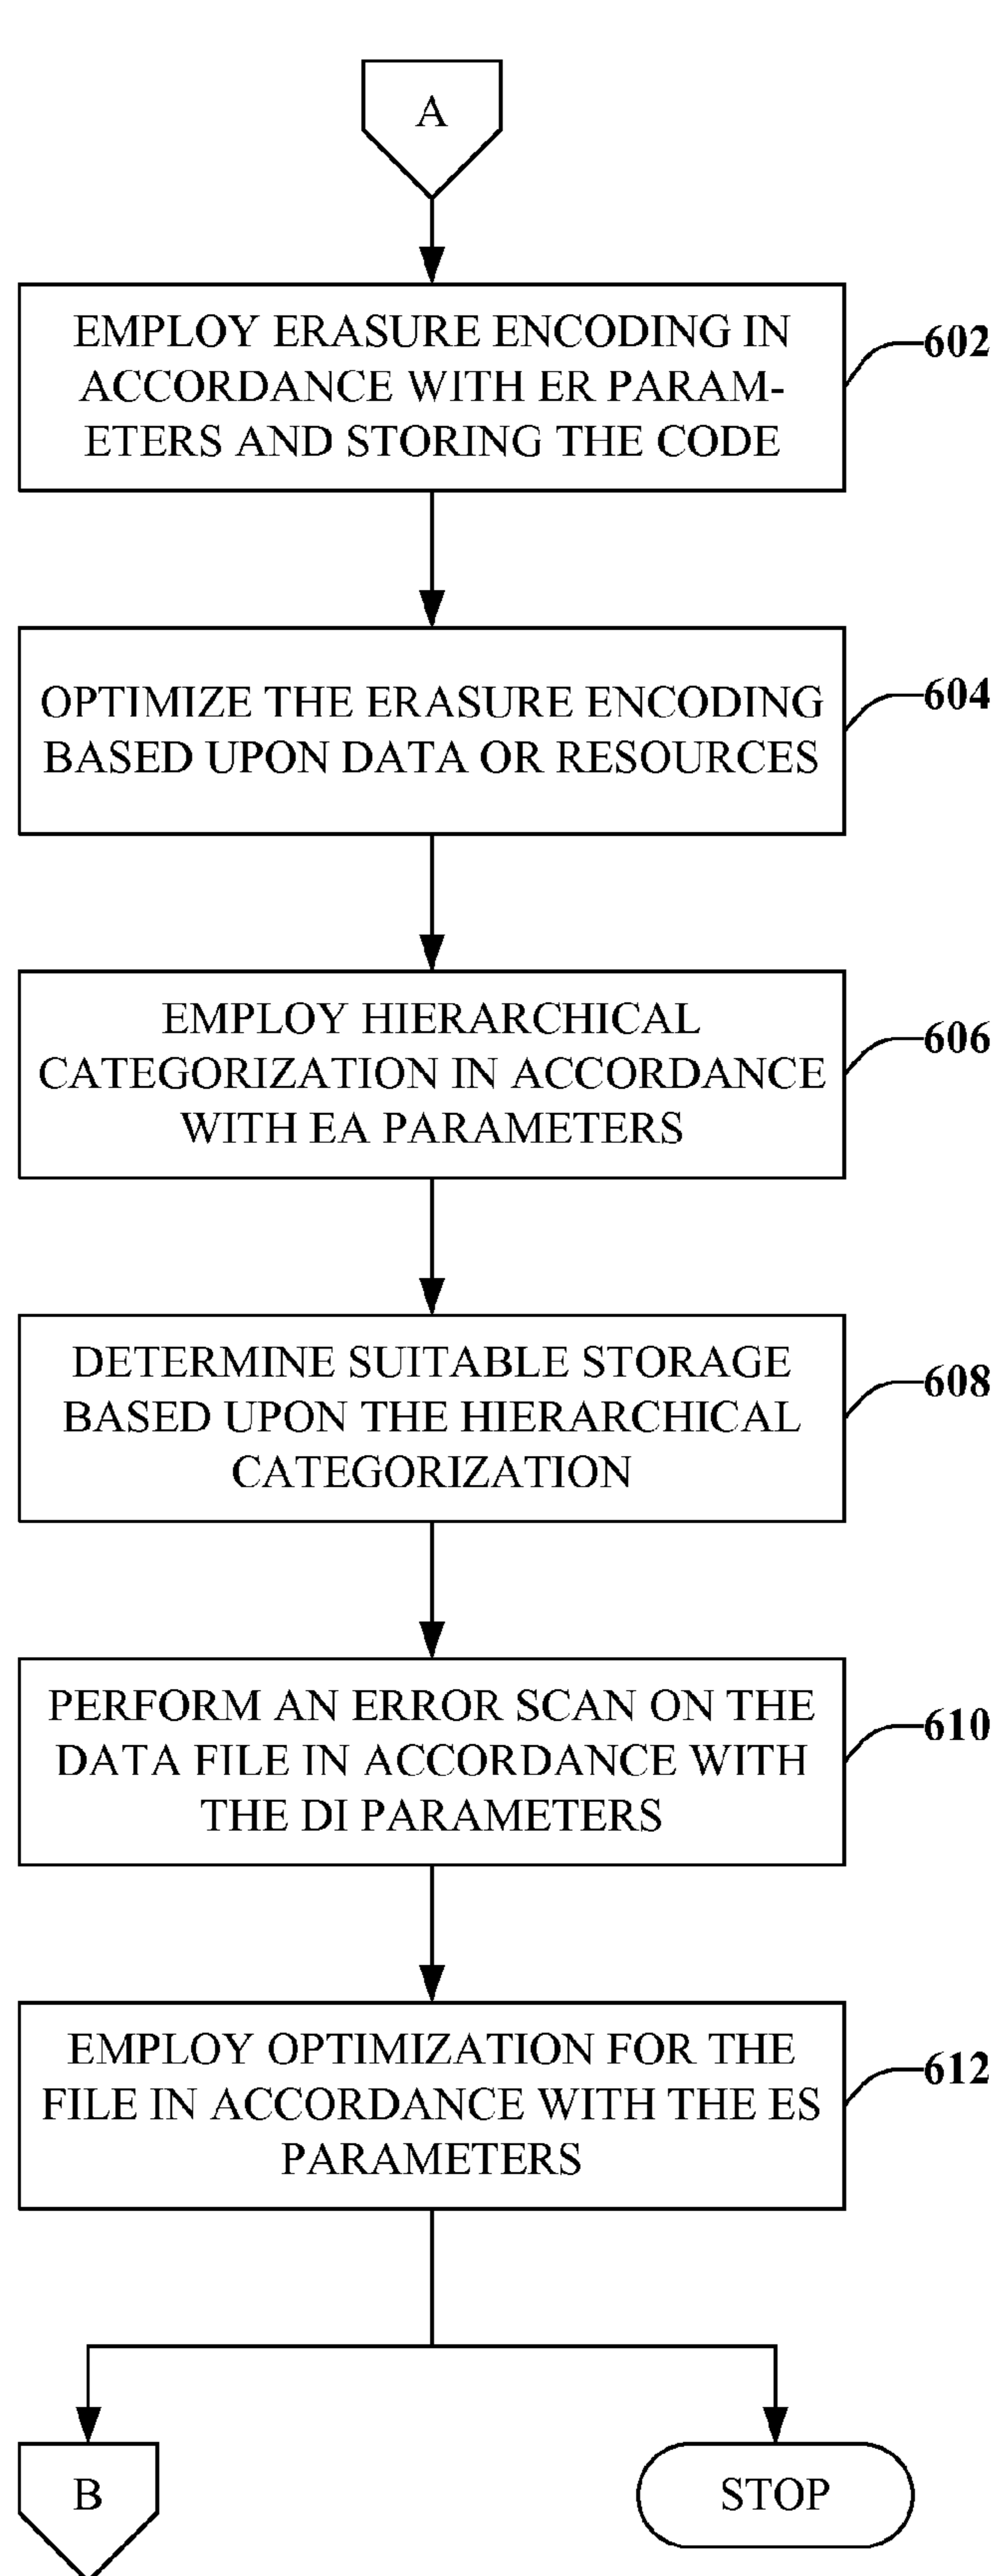 A
EMPLOY ERASURE ENCODING IN
ACCORDANCE WITH ER PARAM-
ETERS AND STORING THE CODE
602
OPTIMIZE THE ERASURE ENCODING
BASED UPON DATA OR RESOURCES
604
EMPLOY HIERARCHICAL
CATEGORIZATION IN ACCORDANCE
WITH EA PARAMETERS
606
DETERMINE SUITABLE STORAGE
BASED UPON THE HIERARCHICAL
CATEGORIZATION
608
PERFORM AN ERROR SCAN ON THE
DATA FILE IN ACCORDANCE WITH
THE DI PARAMETERS
610
EMPLOY OPTIMIZATION FOR THE
FILE IN ACCORDANCE WITH THE ES
PARAMETERS
612
B
STOP